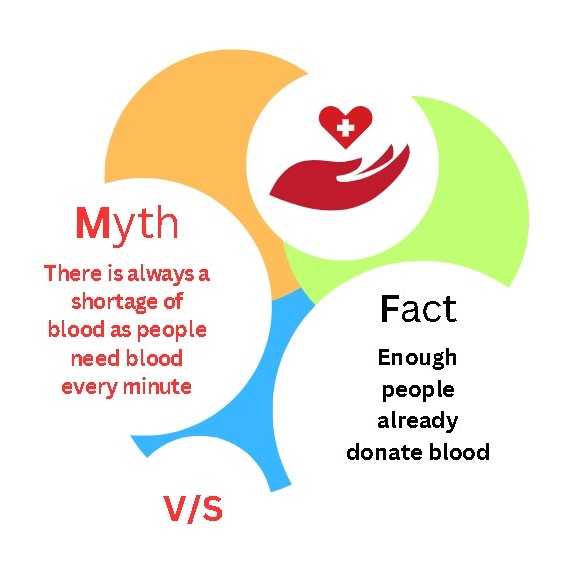 Myth
There is always a
shortage of
blood as people
need blood
every minute
Fact
Enough
people
already
donate blood
V/S